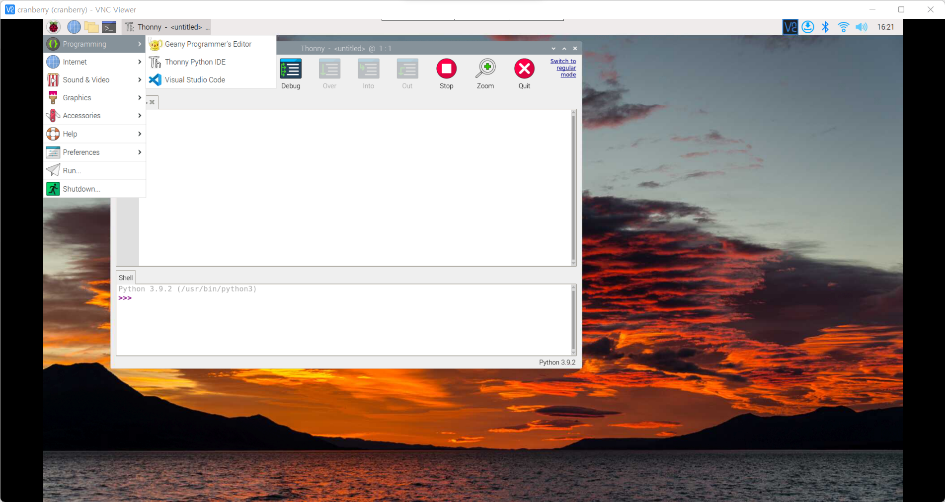 cranberry (cranberry) - VNC Viewer
Thonny - <untitled> ...
16:21
Programming
Internet
Sound & Video
Graphics
Accessories
Help
Preferences
Run...
Shutdown...
Geany Programmer's Editor
Thonny Python IDE
Visual Studio Code
Thonny - <untitled> @ 1 : 1
Debug
Over
Into
Out
Stop
Zoom
Quit
Switch to
regular
mode
Shell
Python 3.9.2 (/usr/bin/python3)
>>>
Python 3.9.2